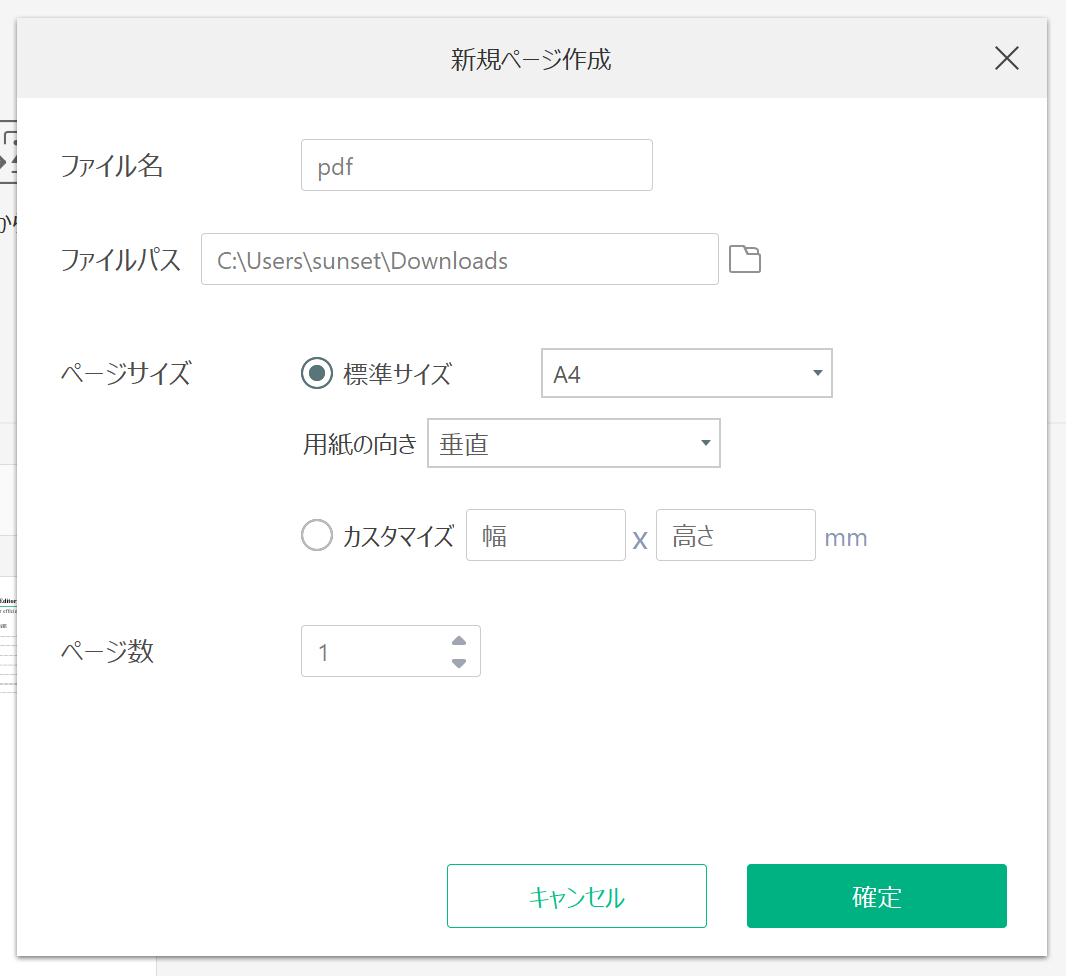 新規ページ作成
ファイル名 pdf
ファイルパス C:\Users\sunset\Downloads
ページサイズ 標準サイズ A4
用紙の向き 垂直
カスタマイズ 幅 x 高さ mm
ページ数 1
キャンセル 確定
から
Editor